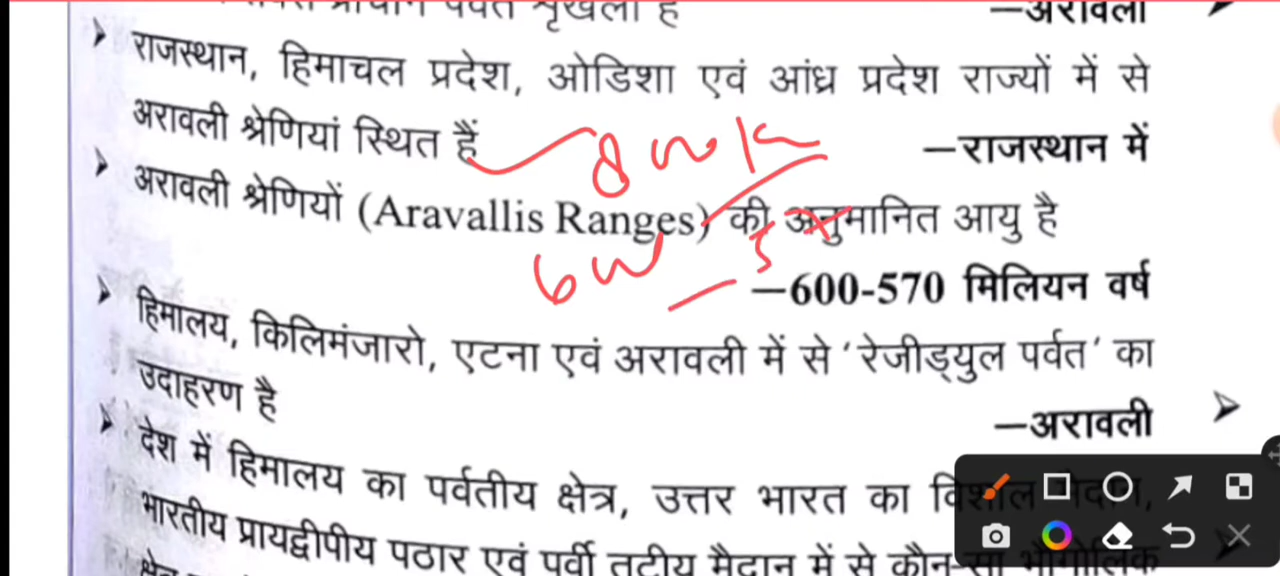 प्राचीन पर्वत शृंखला है
—अरावली
राजस्थान, हिमाचल प्रदेश, ओडिशा एवं आंध्र प्रदेश राज्यों में से
अरावली श्रेणियां स्थित हैं
—राजस्थान में
अरावली श्रेणियों (Aravallis Ranges) की अनुमानित आयु है
—600-570 मिलियन वर्ष
हिमालय, किलिमंजारो, एटना एवं अरावली में से ‘रेजीड्युल पर्वत’ का
उदाहरण है
—अरावली
देश में हिमालय का पर्वतीय क्षेत्र, उत्तर भारत का विशाल मैदान,
भारतीय प्रायद्वीपीय पठार एवं पूर्वी तटीय मैदान में से कौन-सा भौगोलिक